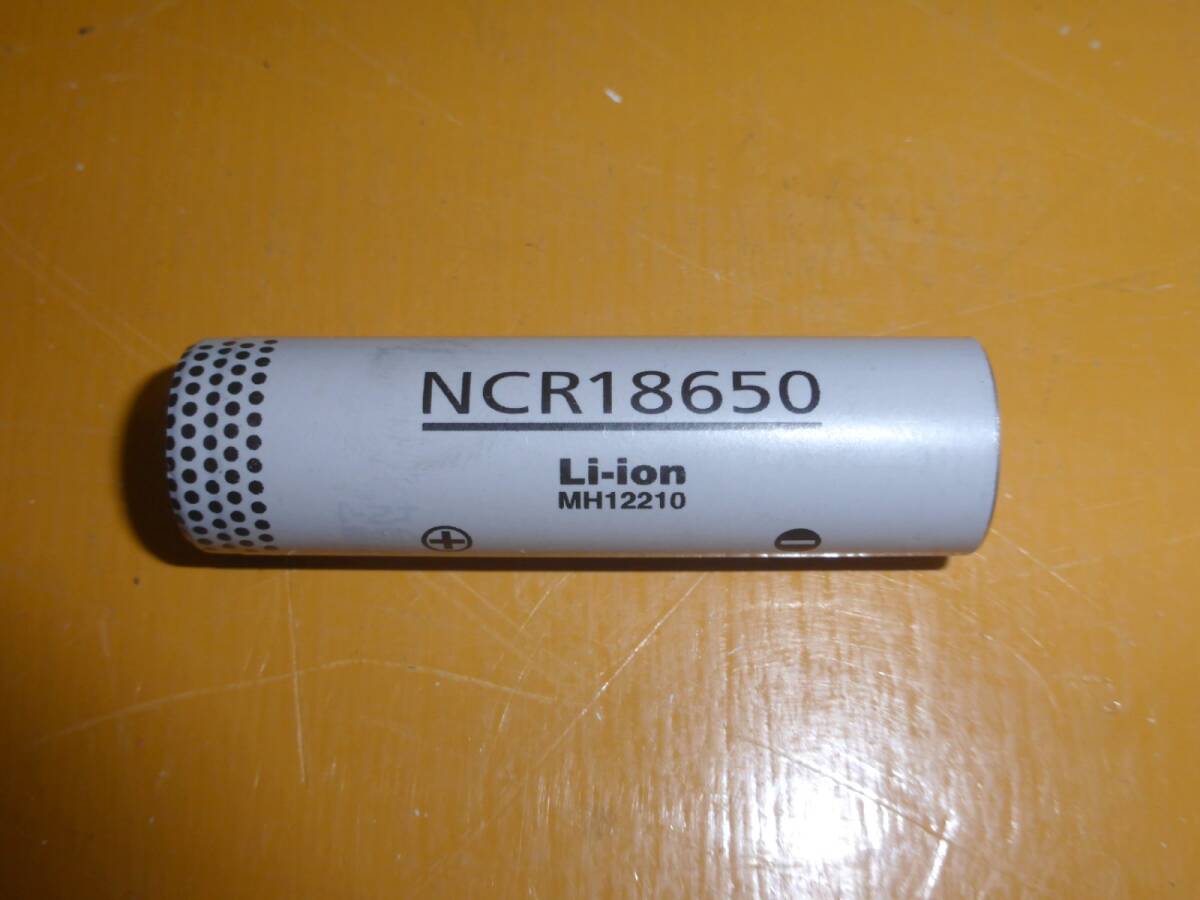 NCR18650
Li-ion
MH12210
+ −